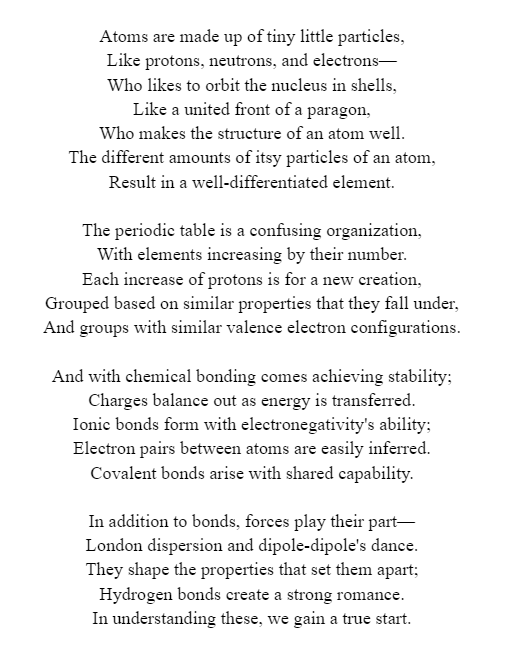 Atoms are made up of tiny little particles,
Like protons, neutrons, and electrons—
Who likes to orbit the nucleus in shells,
Like a united front of a paragon,
Who makes the structure of an atom well.
The different amounts of itsy particles of an atom,
Result in a well-differentiated element.

The periodic table is a confusing organization,
With elements increasing by their number.
Each increase of protons is for a new creation,
Grouped based on similar properties that they fall under,
And groups with similar valence electron configurations.

And with chemical bonding comes achieving stability;
Charges balance out as energy is transferred.
Ionic bonds form with electronegativity's ability;
Electron pairs between atoms are easily inferred.
Covalent bonds arise with shared capability.

In addition to bonds, forces play their part—
London dispersion and dipole-dipole's dance.
They shape the properties that set them apart;
Hydrogen bonds create a strong romance.
In understanding these, we gain a true start.